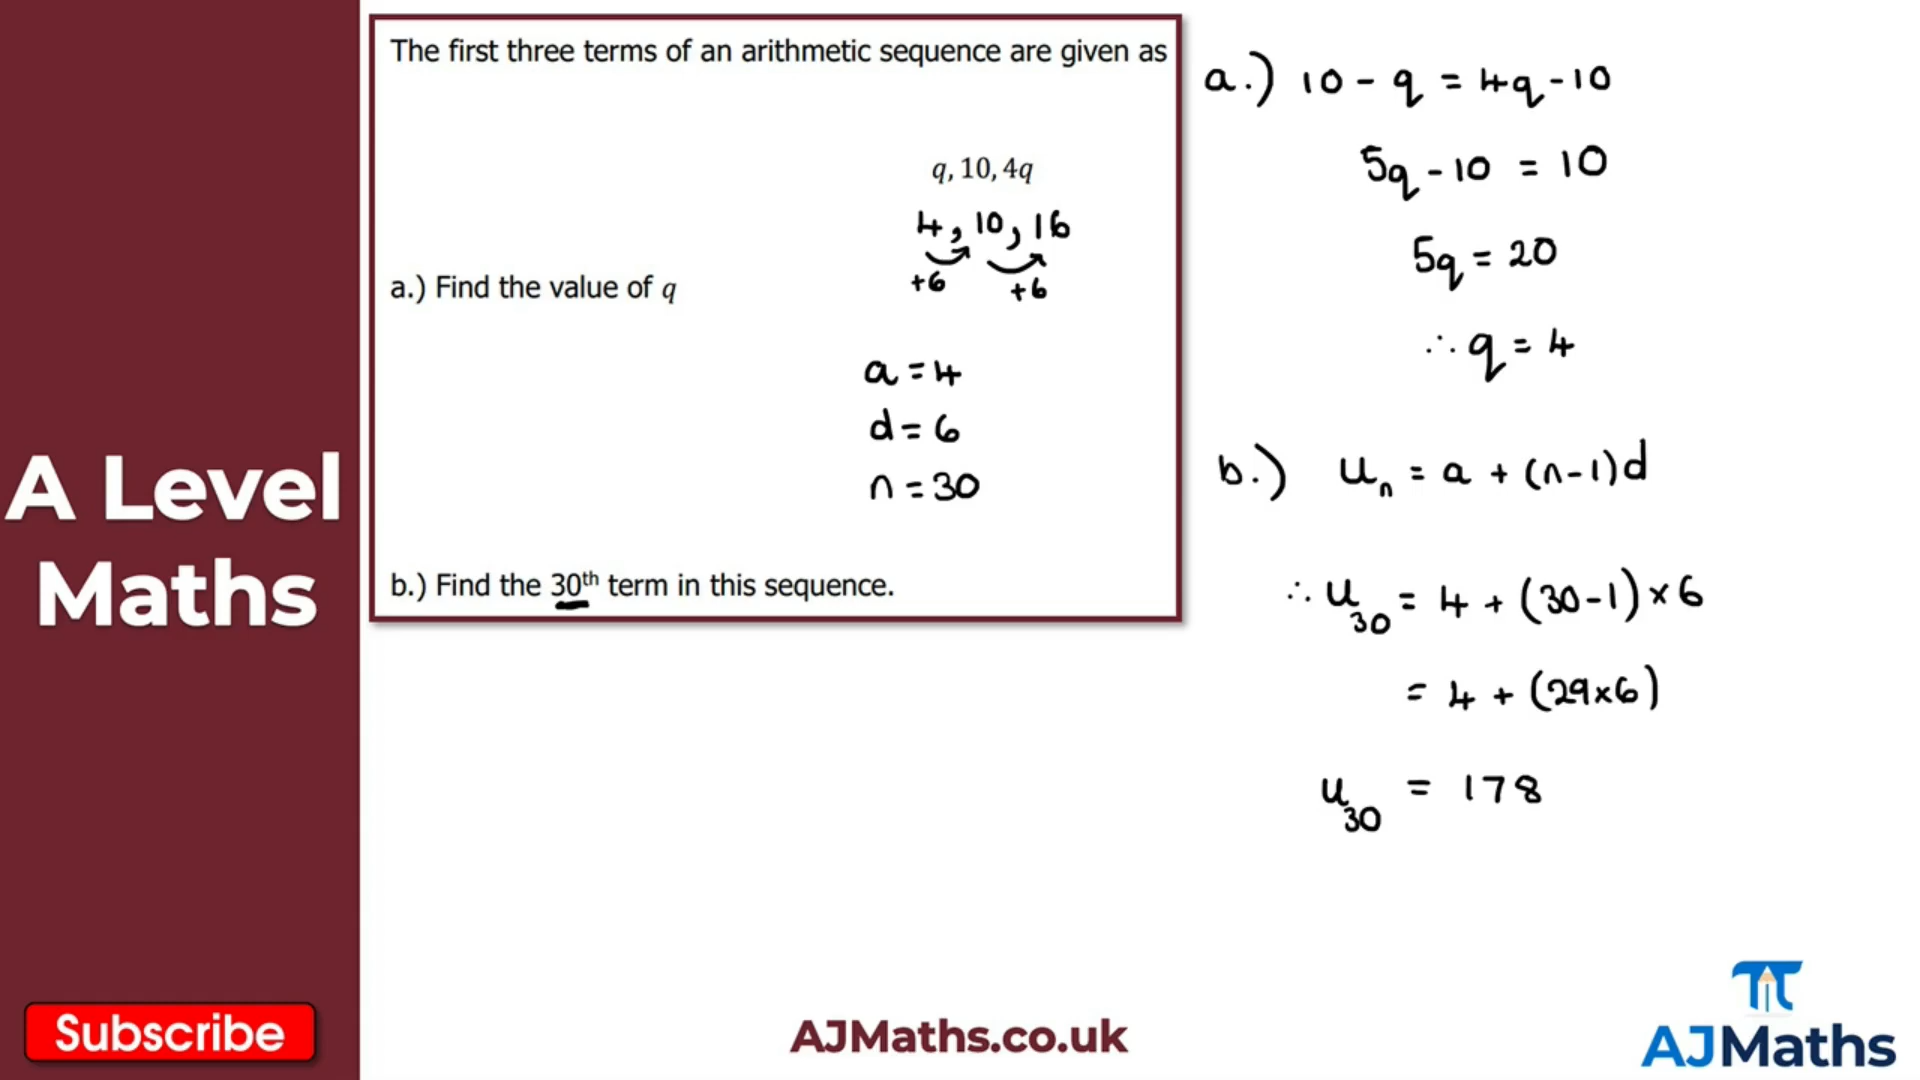 A Level
Maths
The first three terms of an arithmetic sequence are given as
q, 10, 4q
4, 10, 16
+6 +6
a.) Find the value of q
a = 4
d = 6
n = 30
b.) Find the 30th term in this sequence.
a.) 10 - q = 4q - 10
5q - 10 = 10
5q = 20
∴ q = 4
b.) u_n = a + (n-1)d
∴ u_30 = 4 + (30-1) × 6
= 4 + (29×6)
u_30 = 178
Subscribe
AJMaths.co.uk
AJMaths